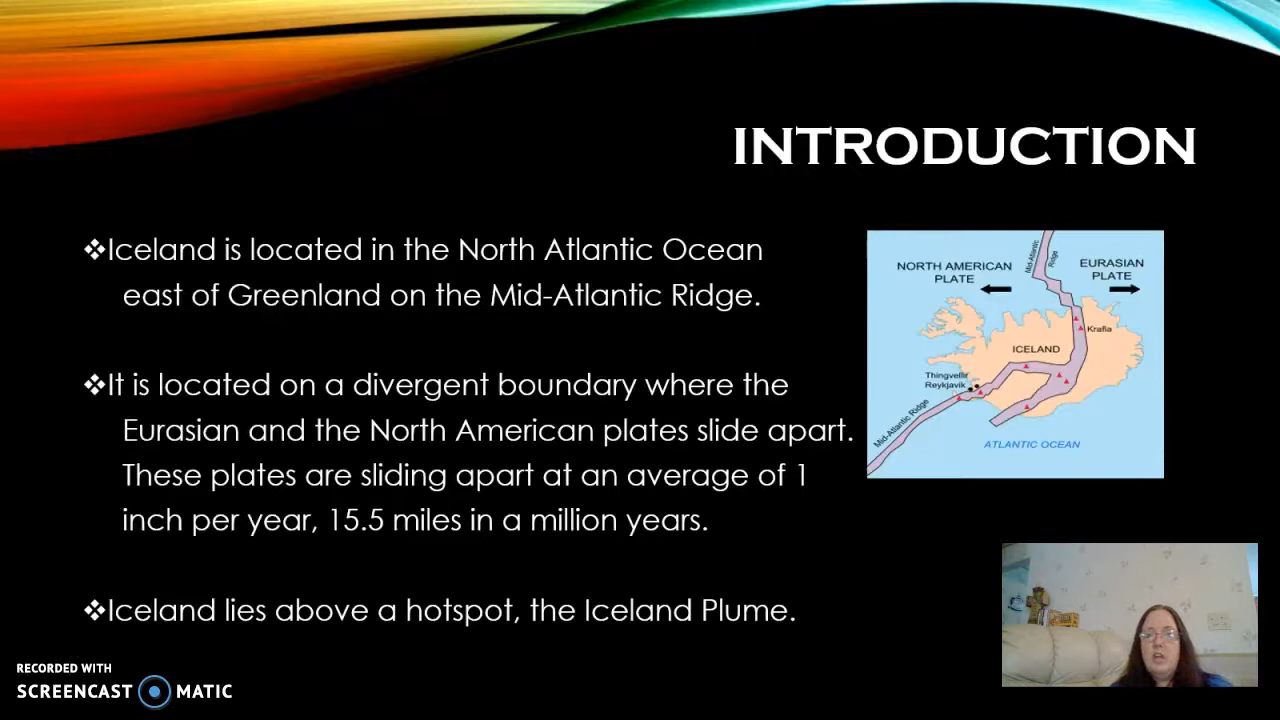 INTRODUCTION
❖Iceland is located in the North Atlantic Ocean
east of Greenland on the Mid-Atlantic Ridge.
❖It is located on a divergent boundary where the
Eurasian and the North American plates slide apart.
These plates are sliding apart at an average of 1
inch per year, 15.5 miles in a million years.
❖Iceland lies above a hotspot, the Iceland Plume.
Mid-Atlantic
Ridge
NORTH AMERICAN
PLATE
EURASIAN
PLATE
Krafla
ICELAND
Thingvellir
Reykjavik
Mid-Atlantic Ridge
ATLANTIC OCEAN
RECORDED WITH
SCREENCAST MATIC